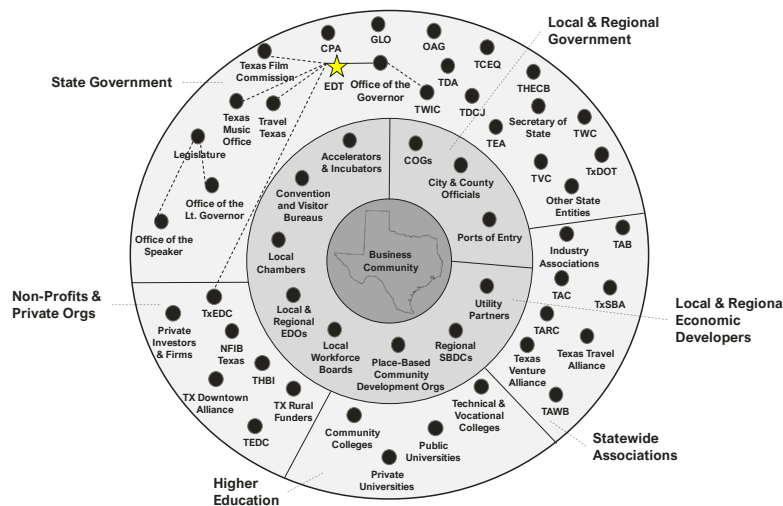 Local & Regional
Government
State Government
CPA
GLO
OAG
TCEQ
Texas Film
Commission
EDT
Office of the
Governor
TDA
THECB
TWIC
TDCJ
Secretary
of State
TWC
Texas
Music
Office
Travel
Texas
TEA
TVC
TxDOT
Legislature
Office of the
Lt. Governor
Office of the
Speaker
Other State
Entities
Accelerators
& Incubators
COGs
City & County
Officials
Convention
and Visitor
Bureaus
Ports of Entry
Local
Chambers
Business
Community
Local &
Regional
EDOs
Local
Workforce
Boards
Place-Based
Community
Development Orgs
Regional
SBDCs
Utility
Partners
Industry
Associations
TAB
TAC
TxSBA
TARC
Texas
Venture
Alliance
Texas Travel
Alliance
TAWB
Non-Profits &
Private Orgs
TxEDC
Private
Investors
& Firms
NFIB
Texas
THBI
TX Downtown
Alliance
TX Rural
Funders
TEDC
Community
Colleges
Private
Universities
Public
Universities
Technical &
Vocational
Colleges
Higher
Education
Local & Regiona
Economic
Developers
Statewide
Associations